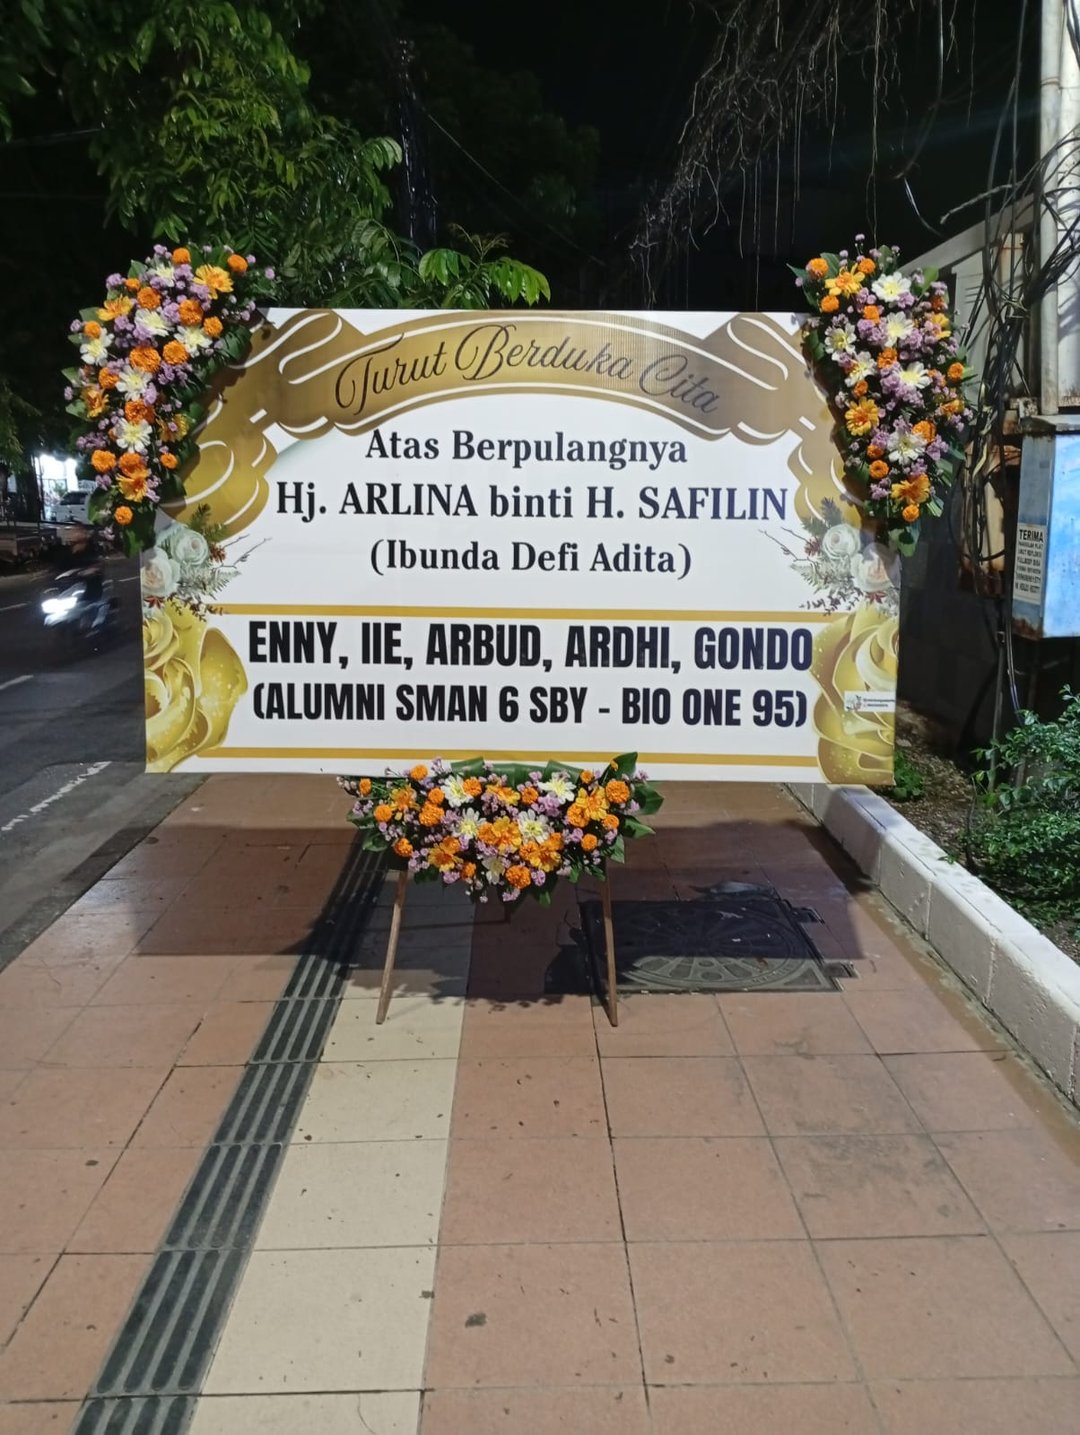 Turut Berduka Cita
Atas Berpulangnya
Hj. ARLINA binti H. SAFILIN
(Ibunda Defi Adita)
ENNY, IIE, ARBUD, ARDHI, GONDO
(ALUMNI SMAN 6 SBY - BIO ONE 95)
TERIMA